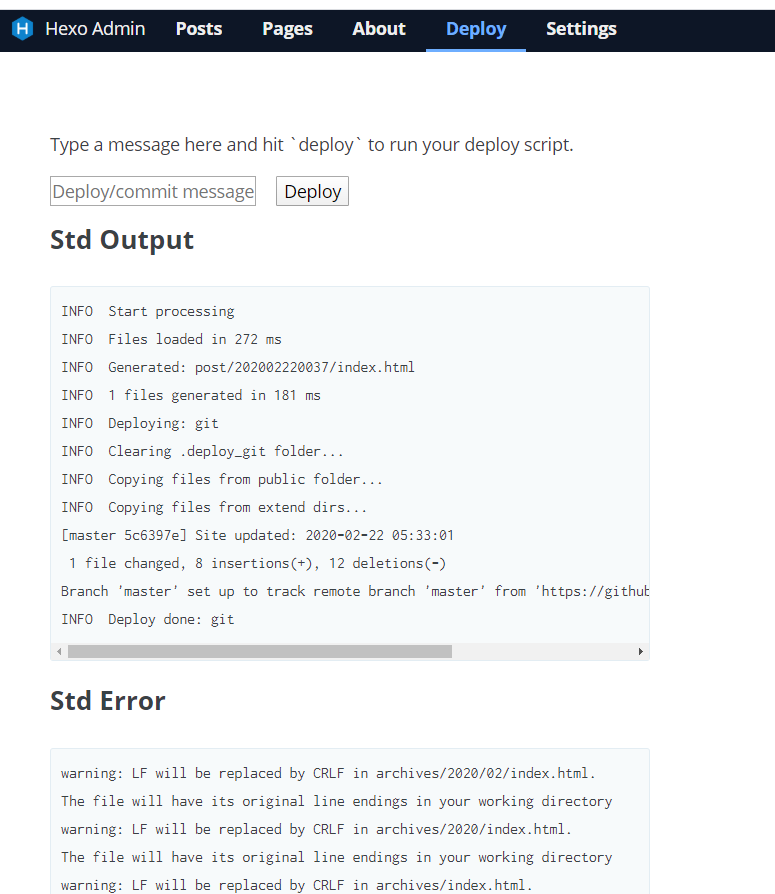 Hexo Admin Posts Pages About Deploy Settings
Type a message here and hit `deploy` to run your deploy script.
Deploy/commit message Deploy
Std Output
INFO  Start processing
INFO  Files loaded in 272 ms
INFO  Generated: post/202002220037/index.html
INFO  1 files generated in 181 ms
INFO  Deploying: git
INFO  Clearing .deploy_git folder...
INFO  Copying files from public folder...
INFO  Copying files from extend dirs...
[master 5c6397e] Site updated: 2020-02-22 05:33:01
 1 file changed, 8 insertions(+), 12 deletions(-)
Branch 'master' set up to track remote branch 'master' from 'https://github
INFO  Deploy done: git
Std Error
warning: LF will be replaced by CRLF in archives/2020/02/index.html.
The file will have its original line endings in your working directory
warning: LF will be replaced by CRLF in archives/2020/index.html.
The file will have its original line endings in your working directory
warning: LF will be replaced by CRLF in archives/index.html.